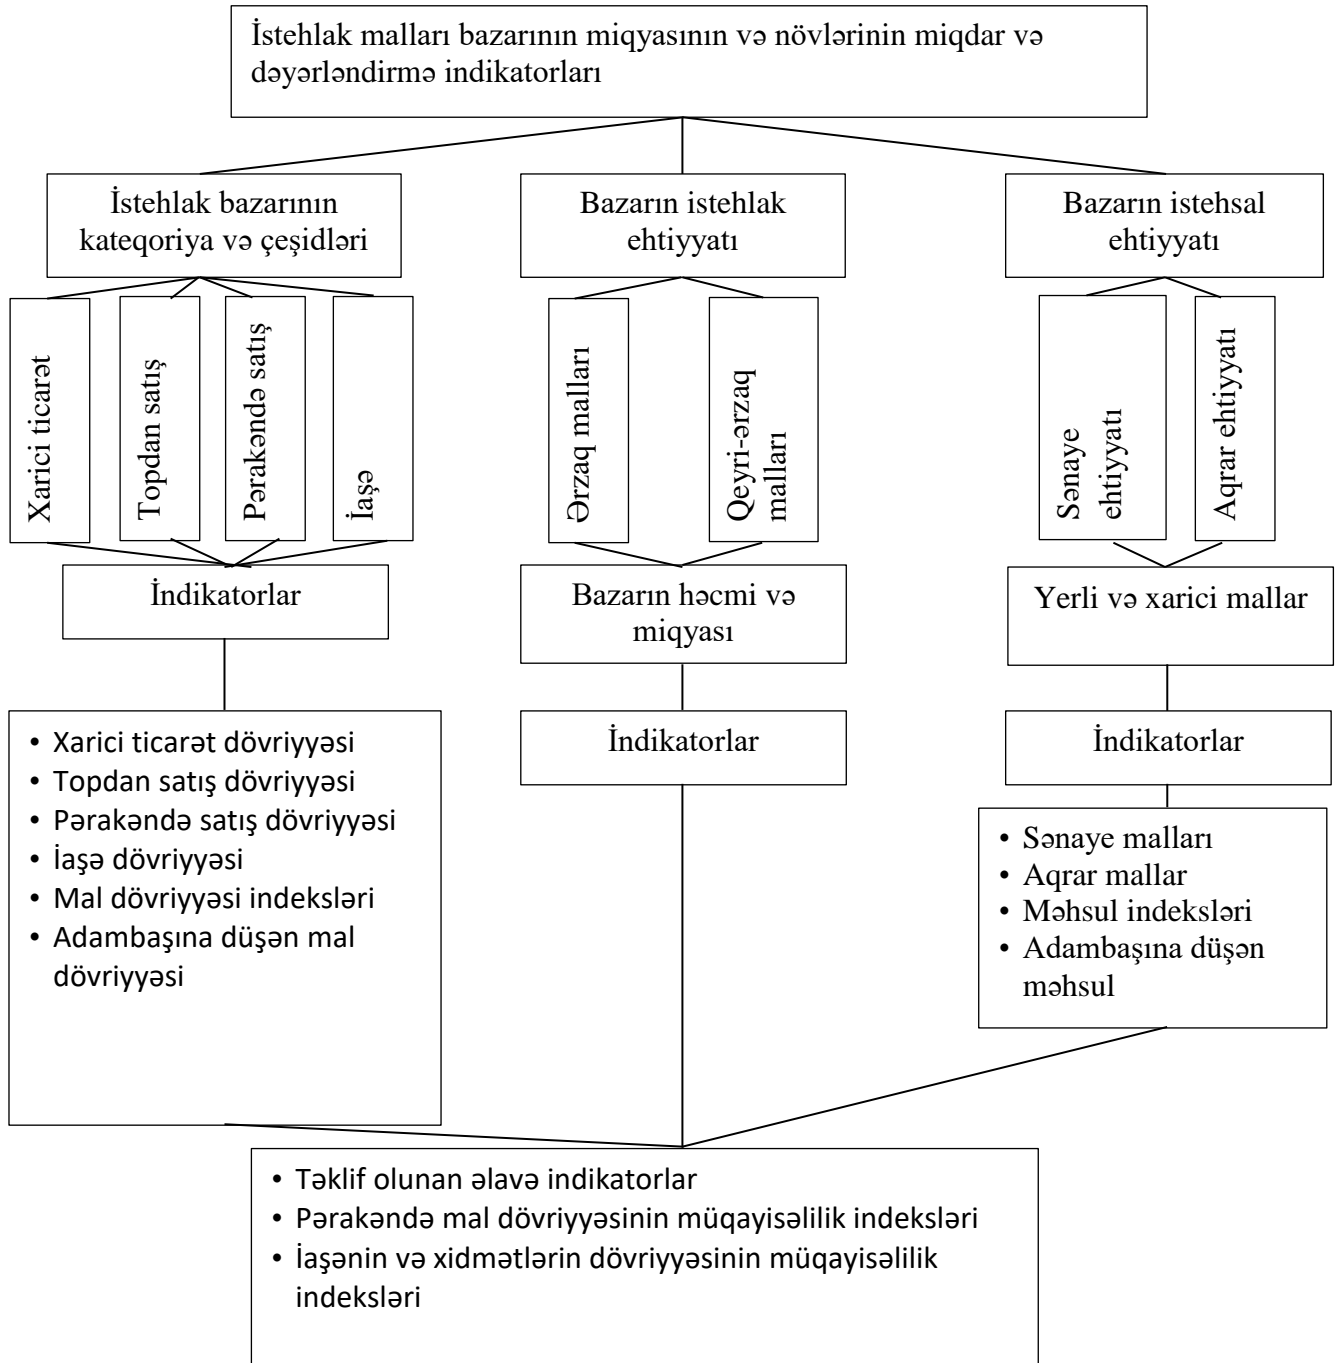 İstehlak malları bazarının miqyasının və növlərinin miqdar və
dəyərləndirmə indikatorları
İstehlak bazarının
kateqoriya və çeşidləri
Bazarın istehlak
ehtiyyatı
Bazarın istehsal
ehtiyyatı
Xarici ticarət
Topdan satış
Pərakəndə satış
İaşə
Ərzaq malları
Qeyri-ərzaq
malları
Sənaye
ehtiyyatı
Aqrar ehtiyyatı
İndikatorlar
Bazarın həcmi və
miqyası
Yerli və xarici mallar
İndikatorlar
İndikatorlar
• Xarici ticarət dövriyyəsi
• Topdan satış dövriyyəsi
• Pərakəndə satış dövriyyəsi
• İaşə dövriyyəsi
• Mal dövriyyəsi indeksləri
• Adambaşına düşən mal
dövriyyəsi
• Sənaye malları
• Aqrar mallar
• Məhsul indeksləri
• Adambaşına düşən
məhsul
• Təklif olunan əlavə indikatorlar
• Pərakəndə mal dövriyyəsinin müqayisəlilik indeksləri
• İaşənin və xidmətlərin dövriyyəsinin müqayisəlilik
indeksləri